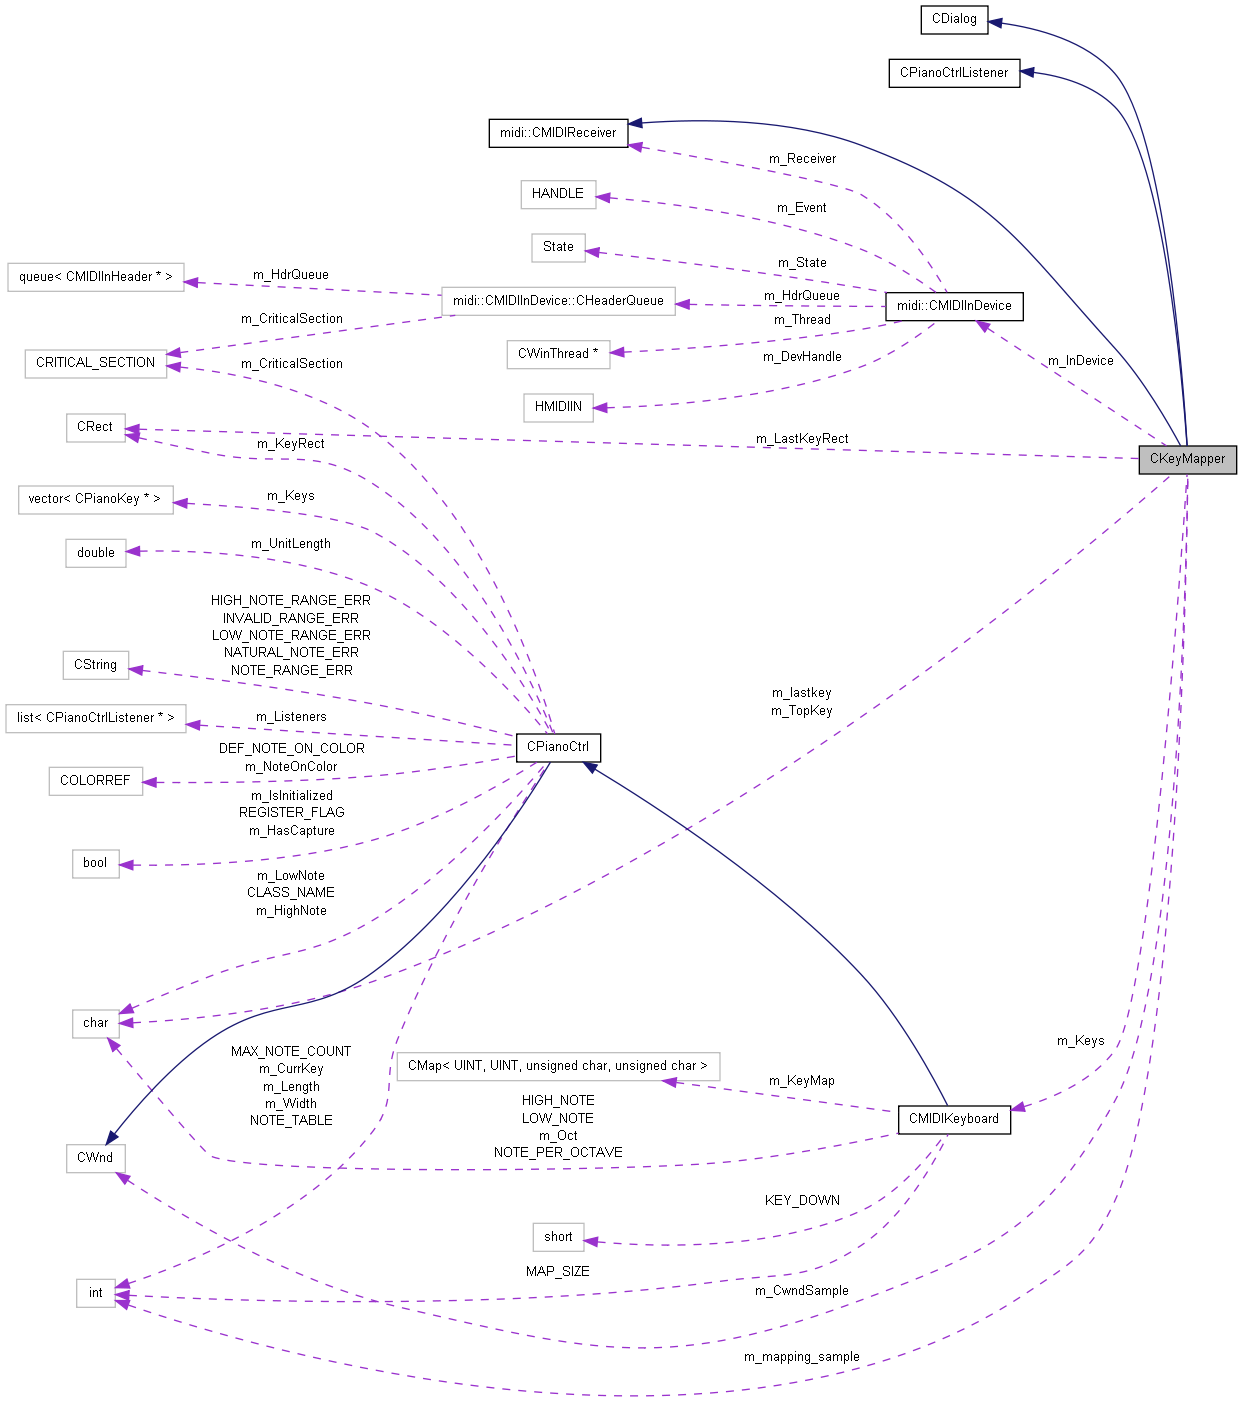 CDialog
CPianoCtrlListener
midi::CMIDIReceiver
m_Receiver
HANDLE
m_Event
State
m_State
queue< CMIDIInHeader * >
m_HdrQueue
midi::CMIDIInDevice::CHeaderQueue
m_HdrQueue
midi::CMIDIInDevice
m_CriticalSection
m_Thread
CWinThread *
m_DevHandle
m_InDevice
CRITICAL_SECTION
m_CriticalSection
HMIDIIN
CRect
m_KeyRect
m_LastKeyRect
CKeyMapper
vector< CPianoKey * >
m_Keys
double
m_UnitLength
HIGH_NOTE_RANGE_ERR
INVALID_RANGE_ERR
LOW_NOTE_RANGE_ERR
NATURAL_NOTE_ERR
NOTE_RANGE_ERR
CString
m_lastkey
m_TopKey
list< CPianoCtrlListener * >
m_Listeners
CPianoCtrl
DEF_NOTE_ON_COLOR
m_NoteOnColor
COLORREF
m_IsInitialized
REGISTER_FLAG
m_HasCapture
bool
m_LowNote
CLASS_NAME
m_HighNote
char
MAX_NOTE_COUNT
m_CurrKey
m_Length
m_Width
NOTE_TABLE
CMap< UINT, UINT, unsigned char, unsigned char >
m_KeyMap
m_Keys
HIGH_NOTE
LOW_NOTE
m_Oct
NOTE_PER_OCTAVE
CMIDIKeyboard
CWnd
KEY_DOWN
short
MAP_SIZE
int
m_CwndSample
m_mapping_sample